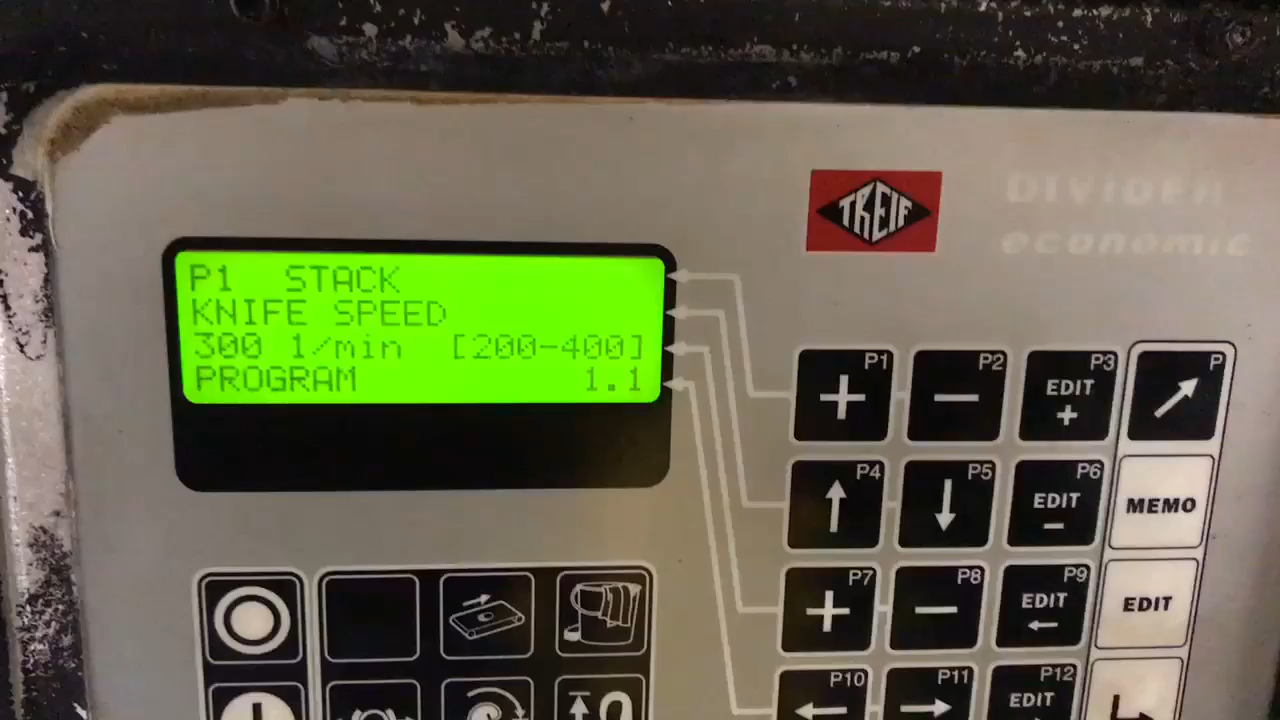 TREIF
DIVIDER
economic
P1 STACK
KNIFE SPEED
300 1/min [200-400]
PROGRAM 1.1
P1
P2
P3
EDIT
+
P
P4
P5
P6
EDIT
-
MEMO
P7
P8
P9
EDIT
←
EDIT
P10
P11
P12
EDIT